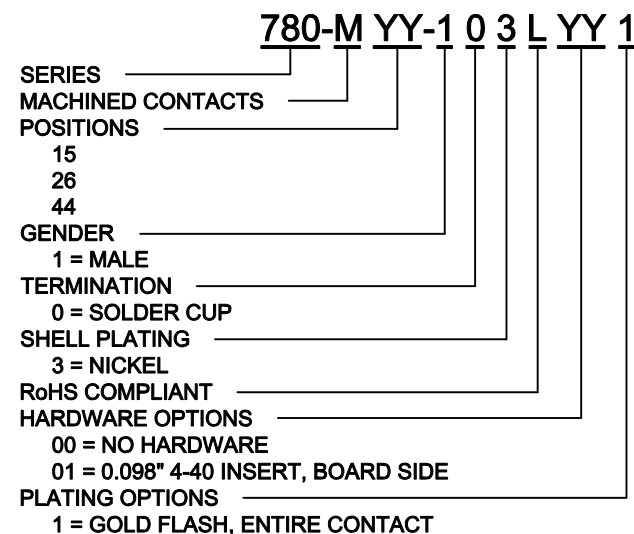 780-M YY-1 0 3 L YY 1
SERIES
MACHINED CONTACTS
POSITIONS
15
26
44
GENDER
1 = MALE
TERMINATION
0 = SOLDER CUP
SHELL PLATING
3 = NICKEL
RoHS COMPLIANT
HARDWARE OPTIONS
00 = NO HARDWARE
01 = 0.098" 4-40 INSERT, BOARD SIDE
PLATING OPTIONS
1 = GOLD FLASH, ENTIRE CONTACT